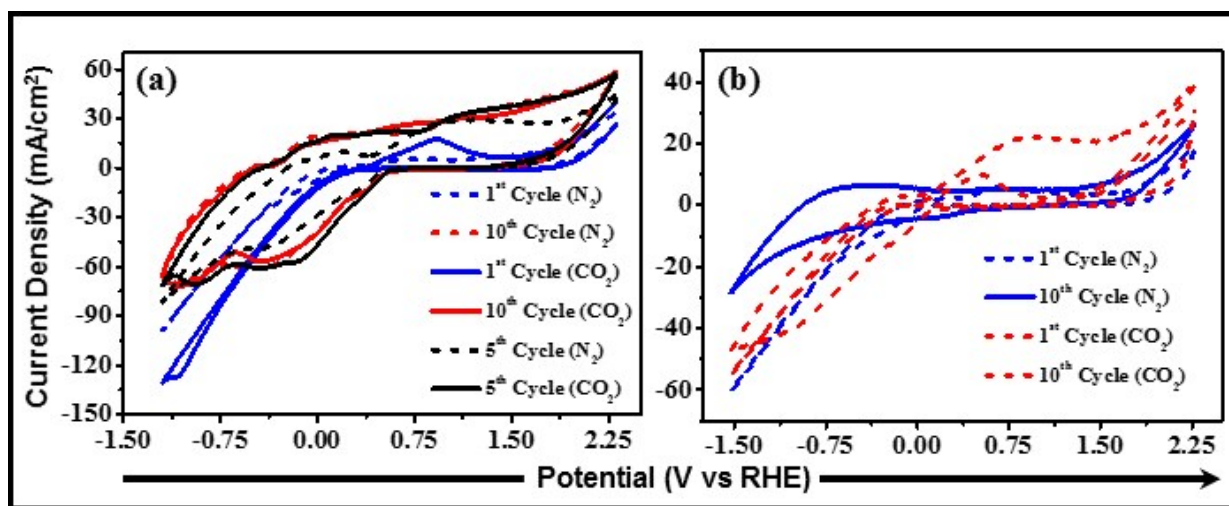 (a)
(b)
Current Density (mA/cm²)
60
30
0
-30
-60
-90
-120
-150
-1.50 -0.75 0.00 0.75 1.50 2.25
1st Cycle (N₂)
10th Cycle (N₂)
1st Cycle (CO₂)
10th Cycle (CO₂)
5th Cycle (N₂)
5th Cycle (CO₂)
40
20
0
-20
-40
-60
-1.50 -0.75 0.00 0.75 1.50 2.25
1st Cycle (N₂)
10th Cycle (N₂)
1st Cycle (CO₂)
10th Cycle (CO₂)
Potential (V vs RHE)